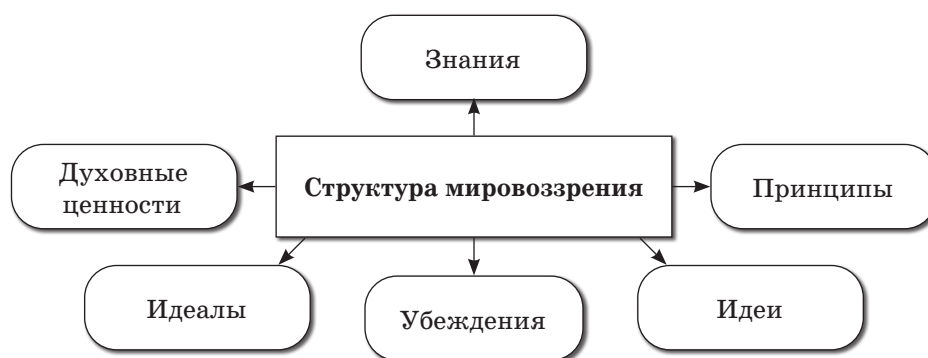 Знания
Духовные
ценности
Структура мировоззрения
Принципы
Идеалы
Убеждения
Идеи